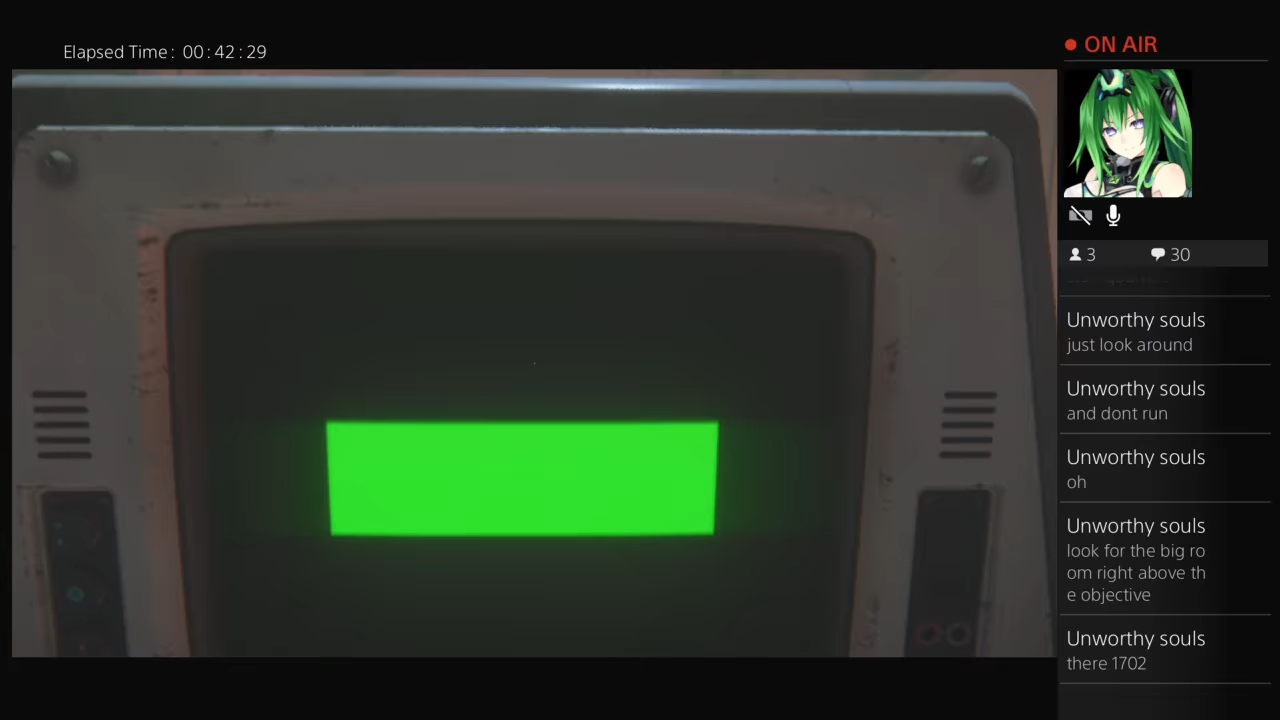 Elapsed Time: 00:42:29
ON AIR
3 30
Unworthy souls
just look around
Unworthy souls
and dont run
Unworthy souls
oh
Unworthy souls
look for the big ro
om right above th
e objective
Unworthy souls
there 1702